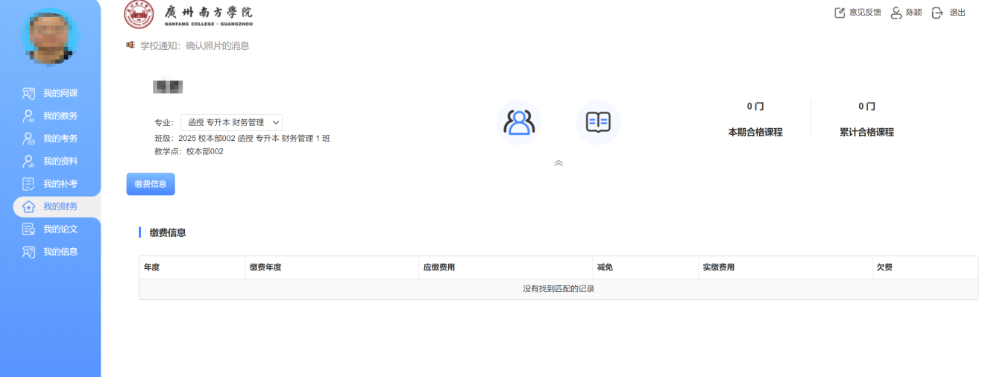 廣州南方學院
NANFANG COLLEGE · GUANGZHOU
意见反馈 陈颖 退出
学校通知：确认照片的消息
我的网课
我的教务
我的考务
我的资料
我的补考
我的财务
我的论文
我的信息
专业： 函授 专升本 财务管理
班级：2025 校本部002 函授 专升本 财务管理 1 班
教学点：校本部002
0 门 0 门
本期合格课程 累计合格课程
缴费信息
缴费信息
年度 缴费年度 应缴费用 减免 实缴费用 欠费
没有找到匹配的记录